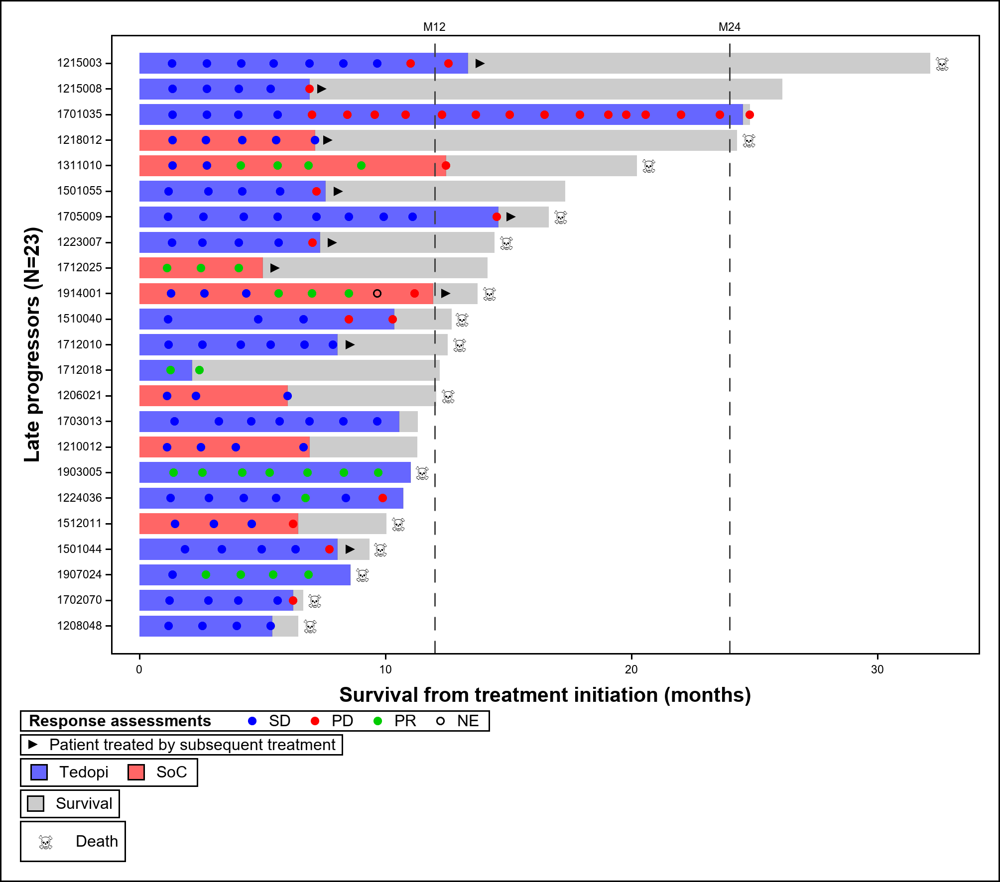 M12 M24
1215003
1215008
1701035
1218012
1311010
1501055
1705009
1223007
1712025
1914001
1510040
1712010
1712018
1206021
1703013
1210012
1903005
1224036
1512011
1501044
1907024
1702070
1208048
Late progressors (N=23)
0 10 20 30
Survival from treatment initiation (months)
Response assessments SD PD PR NE
Patient treated by subsequent treatment
Tedopi SoC
Survival
Death